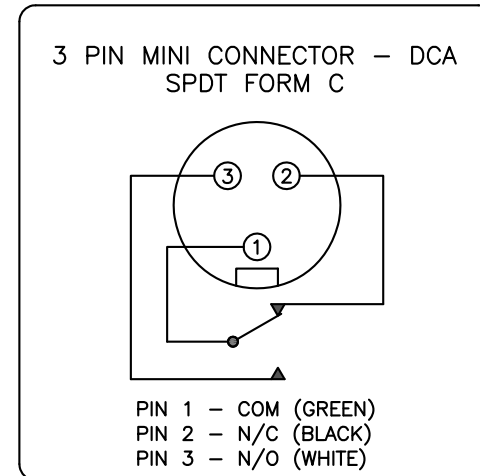 3 PIN MINI CONNECTOR – DCA
SPDT FORM C
3 2
1
PIN 1 – COM (GREEN)
PIN 2 – N/C (BLACK)
PIN 3 – N/O (WHITE)